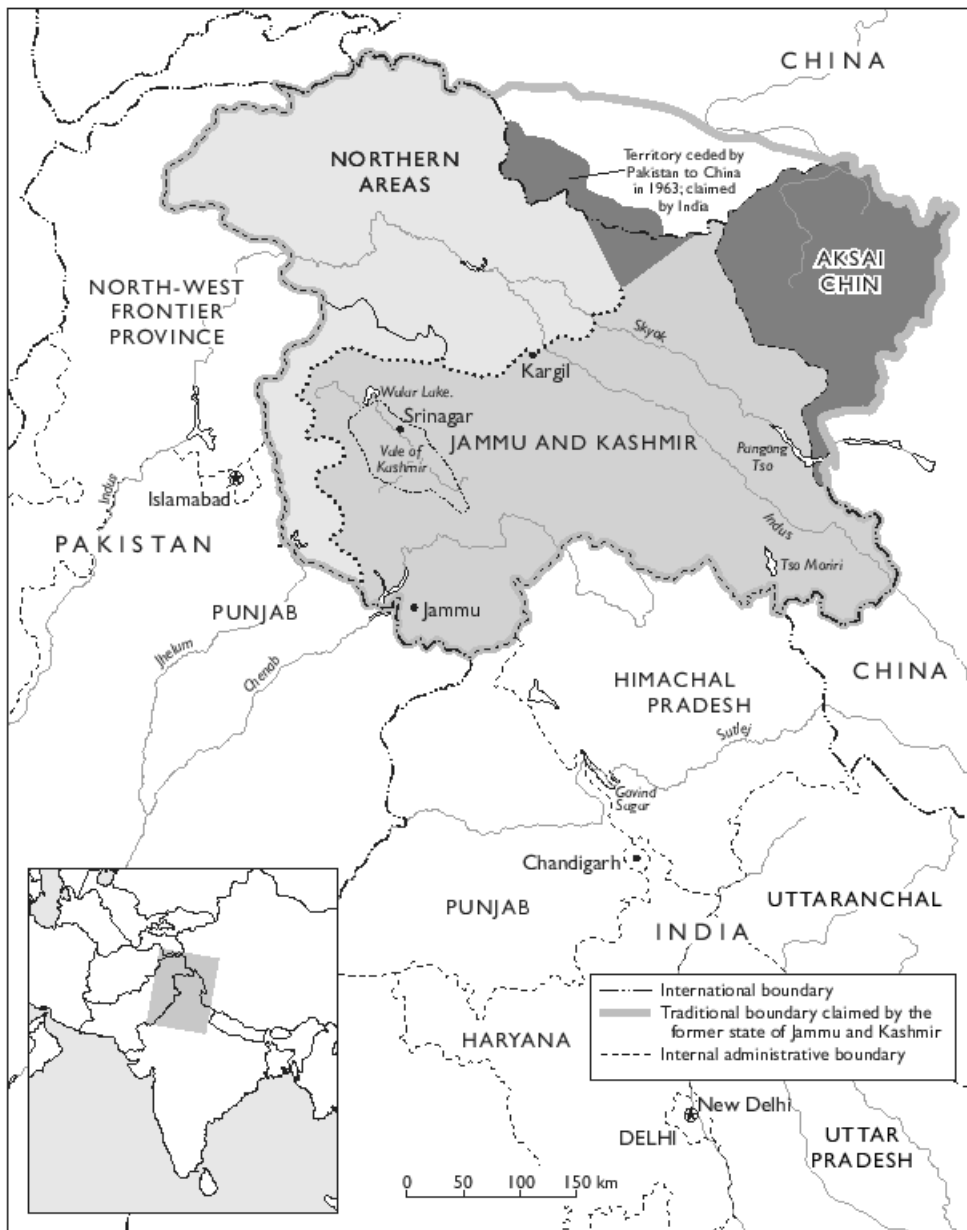 CHINA
NORTHERN
AREAS
Territory ceded by
Pakistan to China
in 1963; claimed
by India
AKSAI
CHIN
NORTH-WEST
FRONTIER
PROVINCE
Skyok
Kargil
Wular Lake.
Srinagar
JAMMU AND KASHMIR
Vale of
Kashmir
Pungong
Tso
Indus
Islamabad
Indus
PAKISTAN
Tso Moriri
PUNJAB
Jammu
Jhelum
Chenab
CHINA
HIMACHAL
PRADESH
Sutlej
Govind
Sugur
Chandigarh
PUNJAB
UTTARANCHAL
INDIA
International boundary
Traditional boundary claimed by the
former state of Jammu and Kashmir
Internal administrative boundary
HARYANA
New Delhi
DELHI
UTTAR
PRADESH
0 50 100 150 km